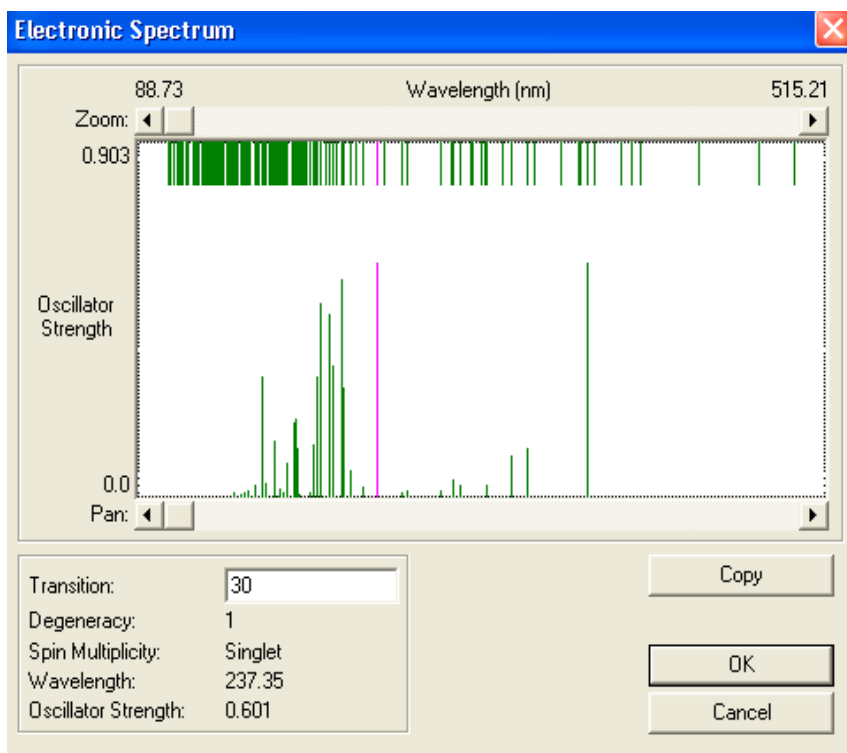 Electronic Spectrum
88.73 Wavelength (nm) 515.21
Zoom:
0.903
Oscillator
Strength
0.0
Pan:
Transition: 30
Degeneracy: 1
Spin Multiplicity: Singlet
Wavelength: 237.35
Oscillator Strength: 0.601
Copy
OK
Cancel